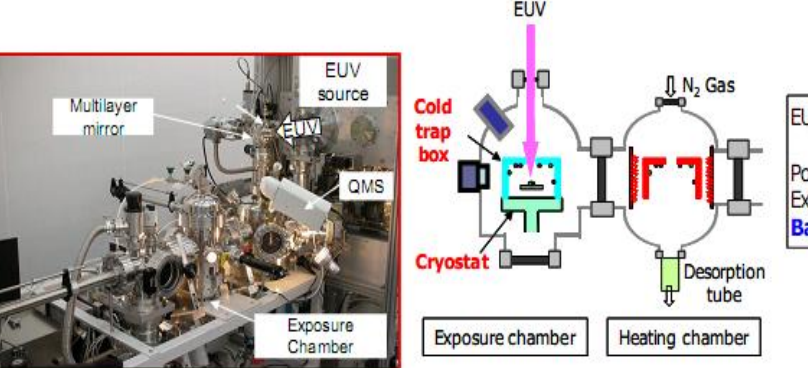 EUV
source
Multilayer
mirror
EUV
QMS
Exposure
Chamber
EUV
Cold
trap
box
Cryostat
Exposure chamber
N2 Gas
Desorption
tube
Heating chamber